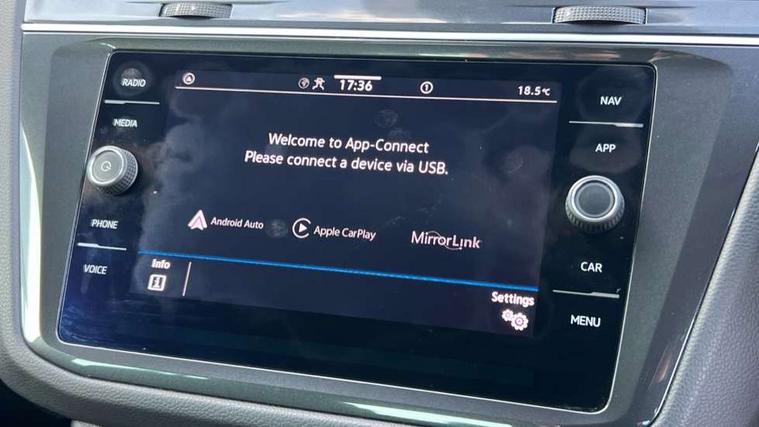 RADIO
MEDIA
PHONE
VOICE
17:36
18.5°C
Welcome to App-Connect
Please connect a device via USB.
Android Auto
Apple CarPlay
MirrorLink
Info
Settings
NAV
APP
CAR
MENU